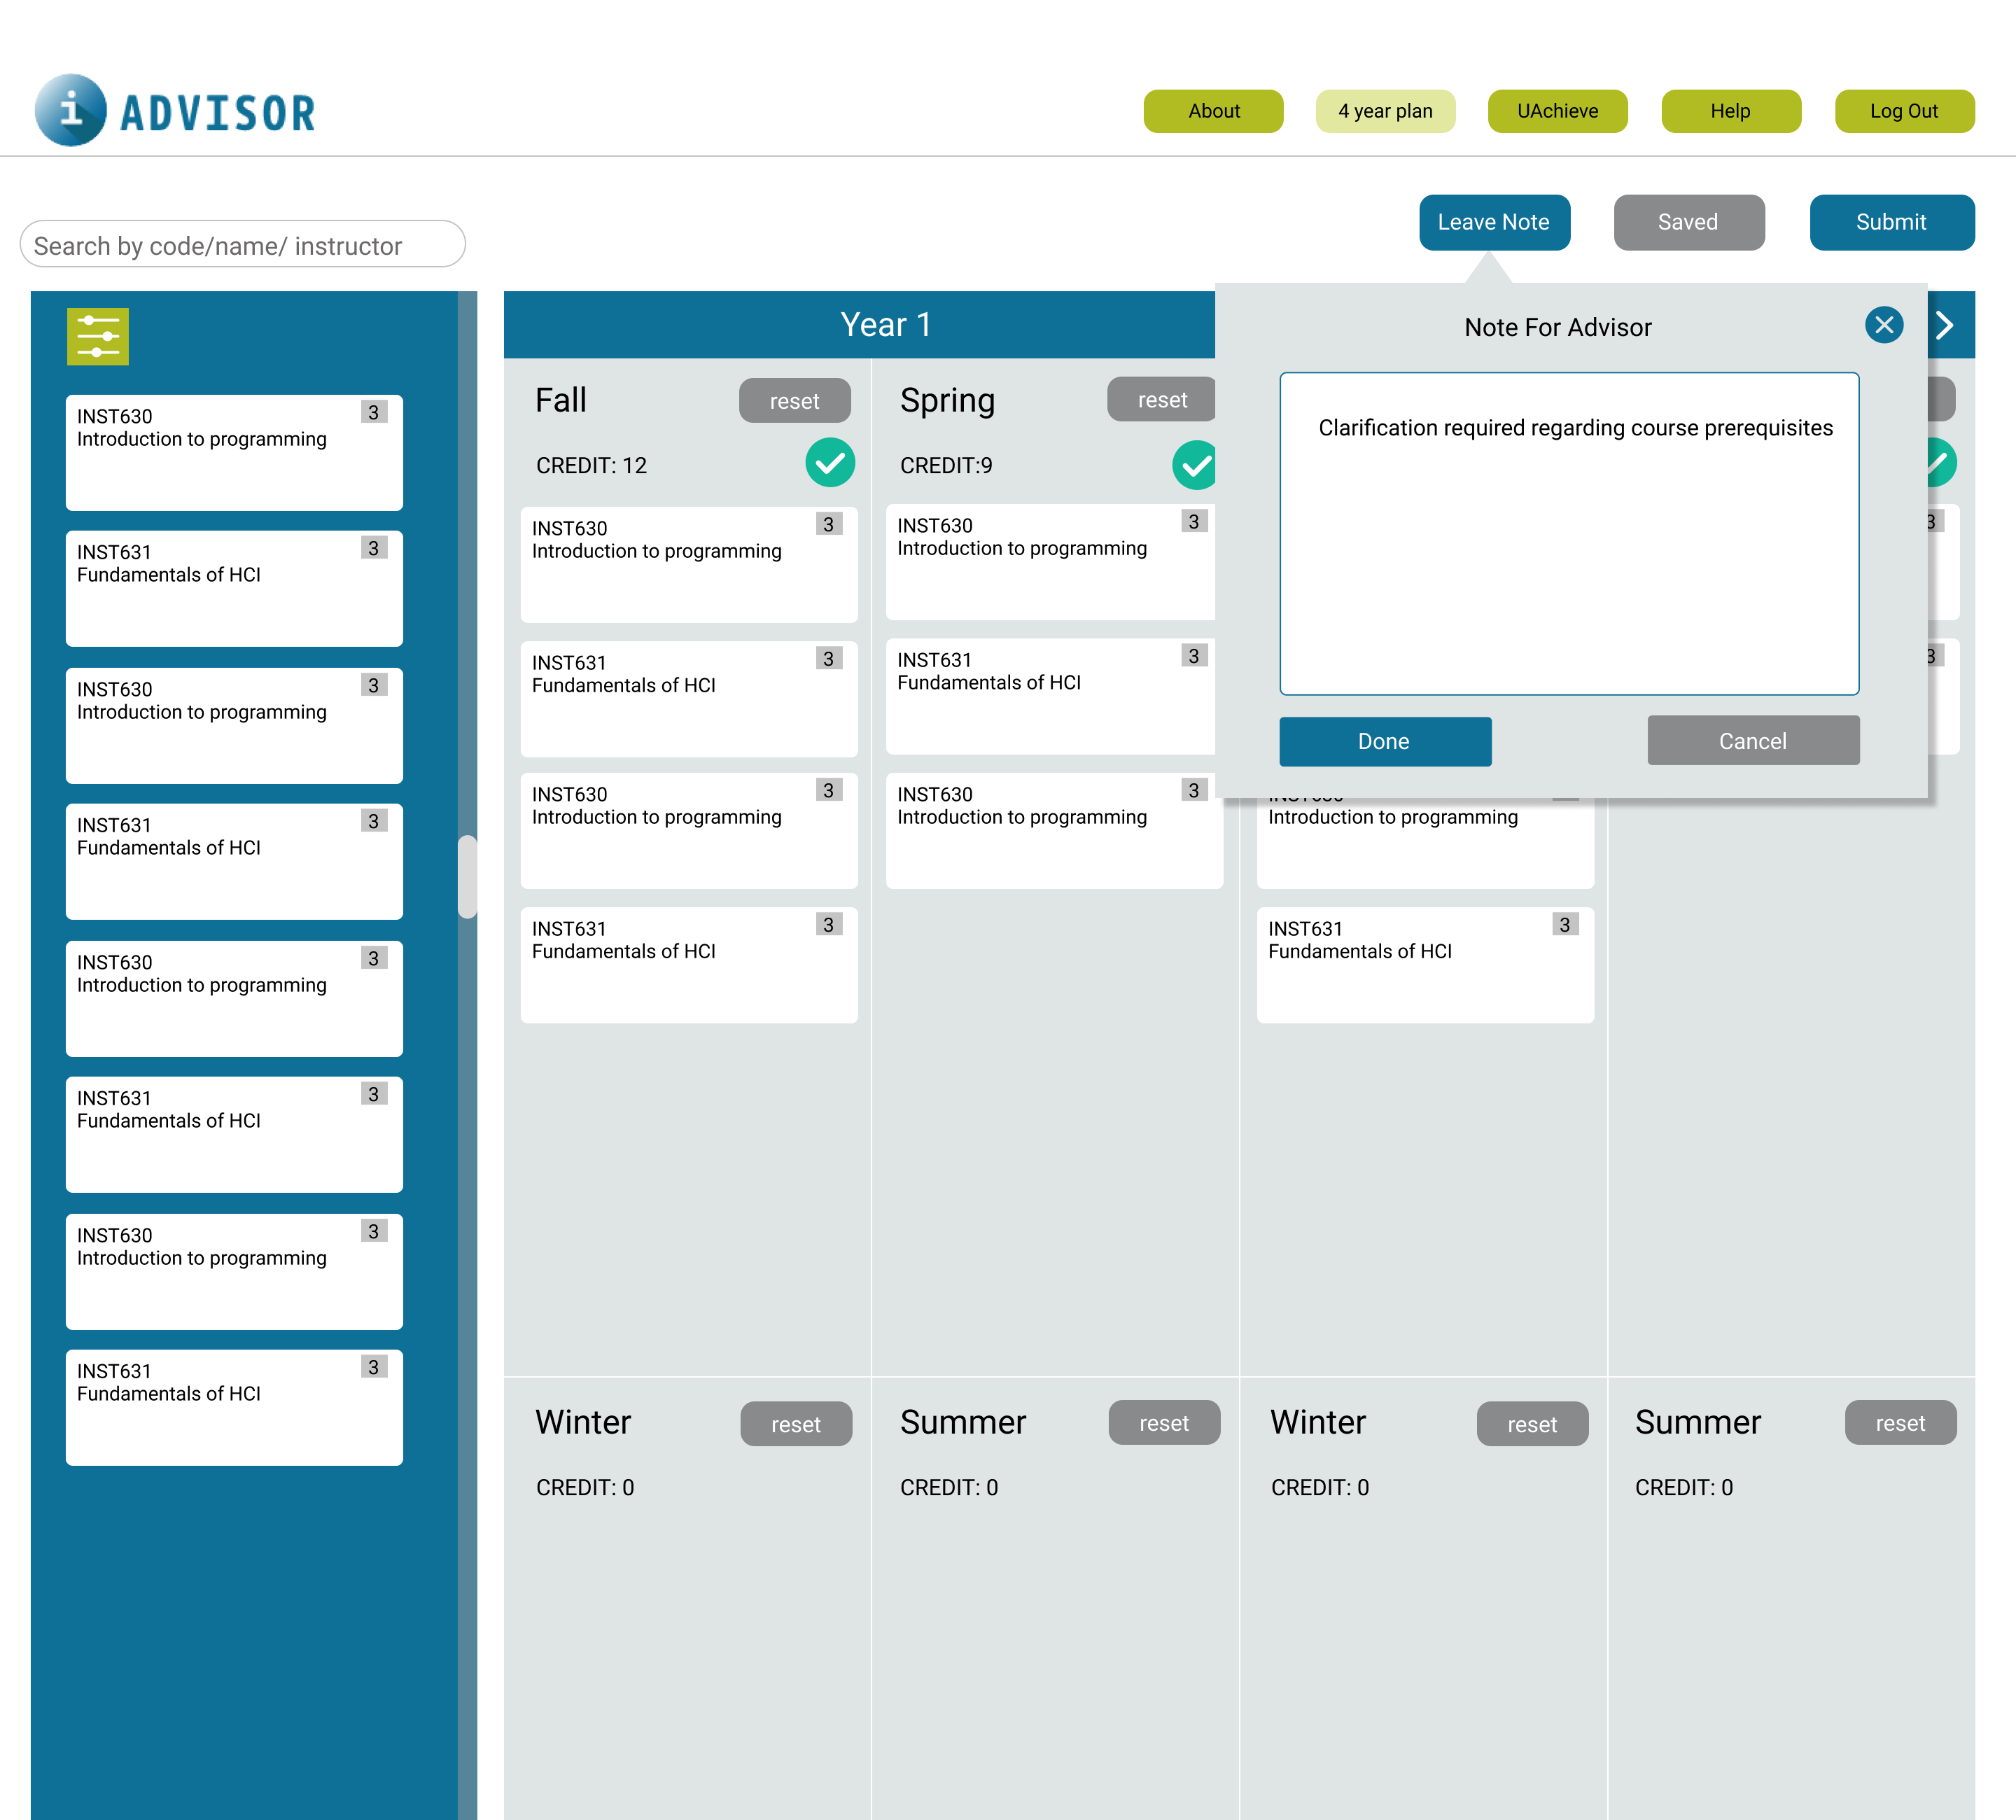 i ADVISOR
About
4 year plan
UAchieve
Help
Log Out
Leave Note
Saved
Submit
Search by code/name/ instructor
INST630
3
Introduction to programming
INST631
3
Fundamentals of HCI
INST630
3
Introduction to programming
INST631
3
Fundamentals of HCI
INST630
3
Introduction to programming
INST631
3
Fundamentals of HCI
INST630
3
Introduction to programming
INST631
3
Fundamentals of HCI
Year 1
Fall
reset
CREDIT: 12
INST630
3
Introduction to programming
INST631
3
Fundamentals of HCI
INST630
3
Introduction to programming
INST631
3
Fundamentals of HCI
Spring
reset
CREDIT:9
INST630
3
Introduction to programming
INST631
3
Fundamentals of HCI
INST630
3
Introduction to programming
Note For Advisor
Clarification required regarding course prerequisites
Done
Cancel
3
3
Introduction to programming
INST631
3
Fundamentals of HCI
Winter
reset
CREDIT: 0
Summer
reset
CREDIT: 0
Winter
reset
CREDIT: 0
Summer
reset
CREDIT: 0